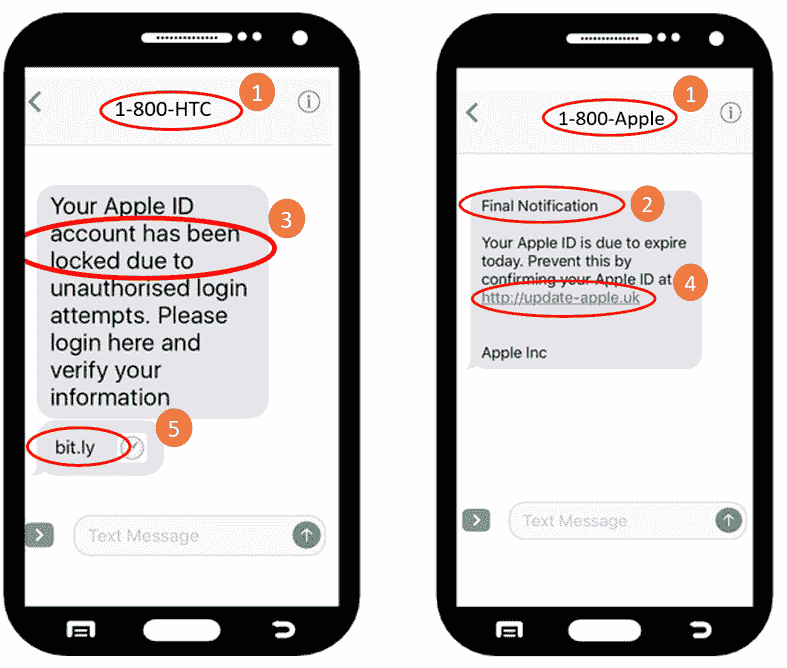 1-800-HTC
1
Your Apple ID
account has been
locked due to
unauthorised login
attempts. Please
login here and
verify your
information
3
bit.ly
5
Text Message
1-800-Apple
1
Final Notification
2
Your Apple ID is due to expire
today. Prevent this by
confirming your Apple ID at
http://update-apple.uk
4
Apple Inc
Text Message